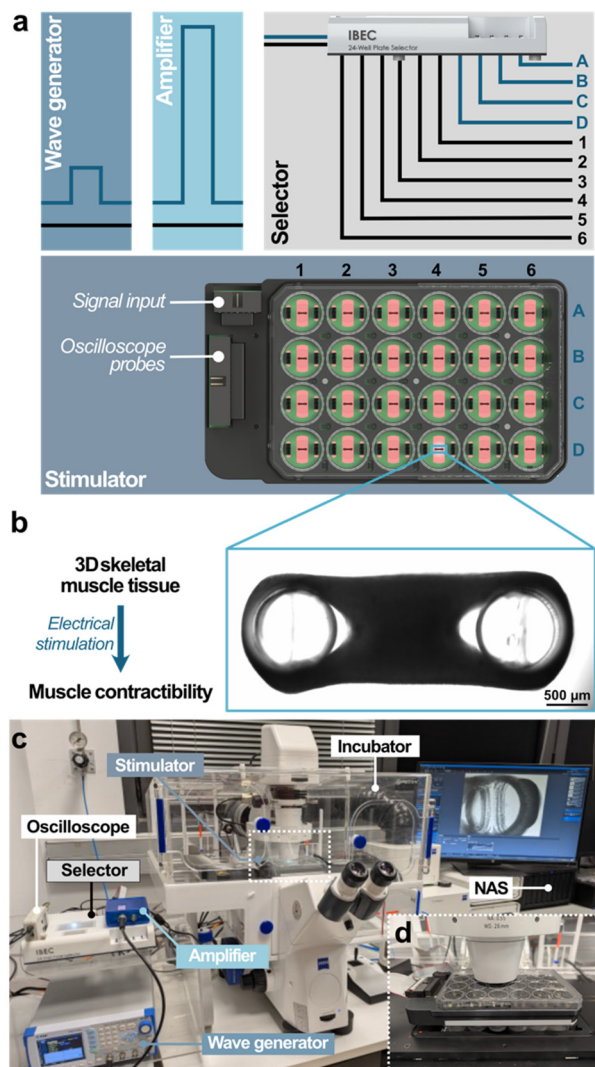 a
Wave generator
Amplifier
IBEC
24-Well Plate Selector
A
B
C
D
1
2
3
4
5
6
Selector
1 2 3 4 5 6
Signal input
Oscilloscope
probes
A
B
C
D
Stimulator
b
3D skeletal
muscle tissue
Electrical
stimulation
Muscle contractibility
500 µm
c
Stimulator
Incubator
Oscilloscope
Selector
NAS
IBEC
Amplifier
ZEISS
d
Wave generator